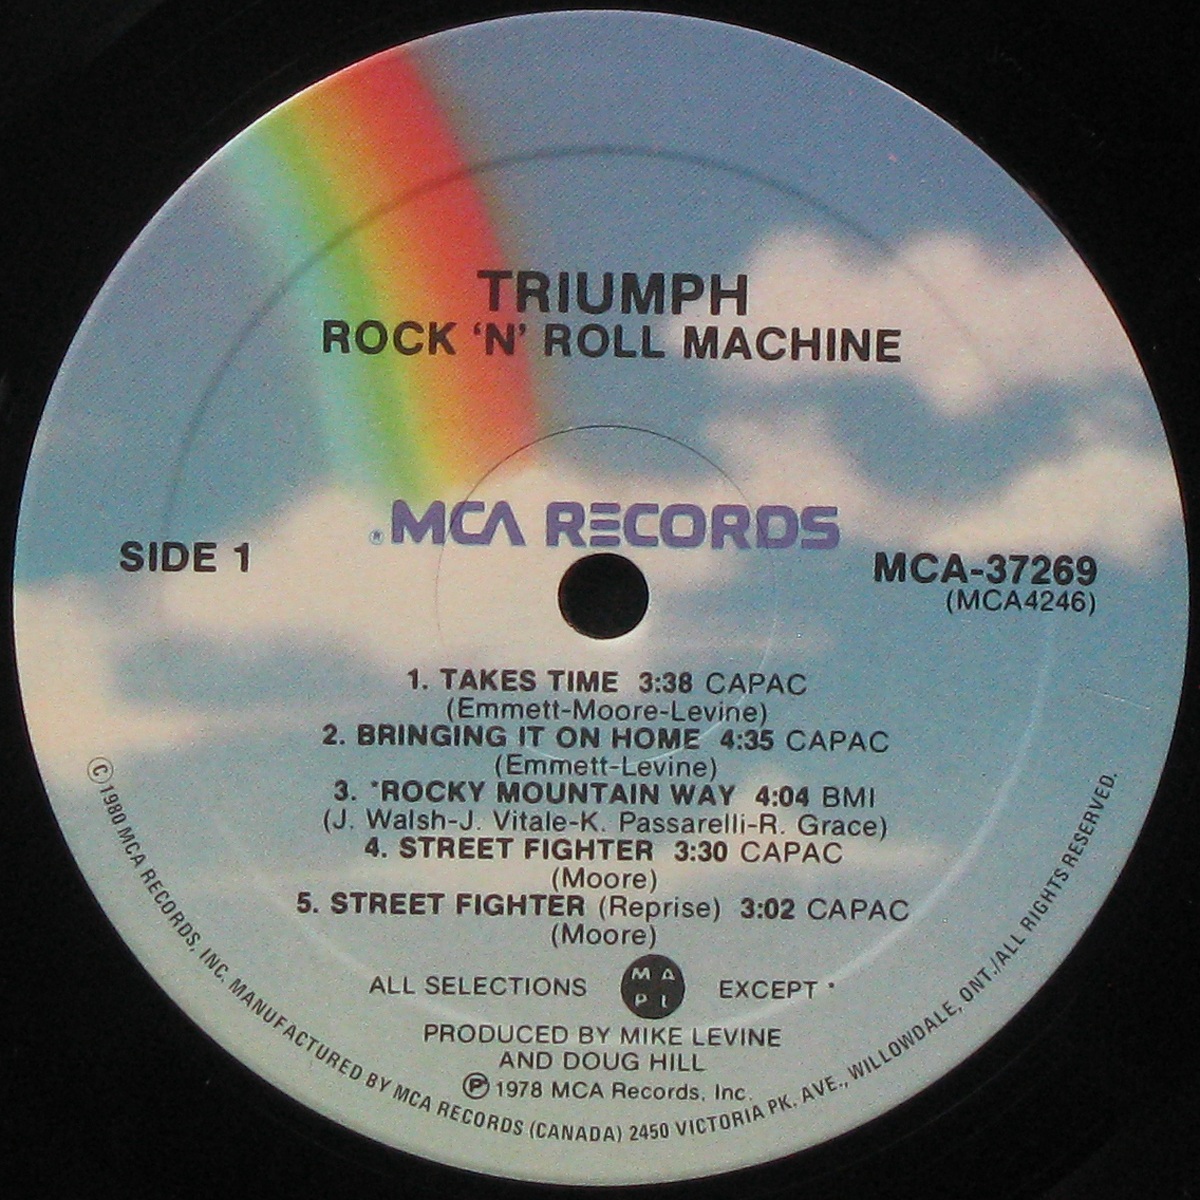 TRIUMPH
ROCK 'N' ROLL MACHINE
® MCA RECORDS
SIDE 1
MCA-37269
(MCA4246)
1. TAKES TIME 3:38 CAPAC
(Emmett-Moore-Levine)
2. BRINGING IT ON HOME 4:35 CAPAC
(Emmett-Levine)
3. *ROCKY MOUNTAIN WAY 4:04 BMI
(J. Walsh-J. Vitale-K. Passarelli-R. Grace)
4. STREET FIGHTER 3:30 CAPAC
(Moore)
5. STREET FIGHTER (Reprise) 3:02 CAPAC
(Moore)
ALL SELECTIONS MA PI EXCEPT *
PRODUCED BY MIKE LEVINE
AND DOUG HILL
℗ 1978 MCA Records, Inc.
©1980 MCA RECORDS, INC. MANUFACTURED BY MCA RECORDS (CANADA) 2450 VICTORIA PK. AVE., WILLOWDALE, ONT./ALL RIGHTS RESERVED.